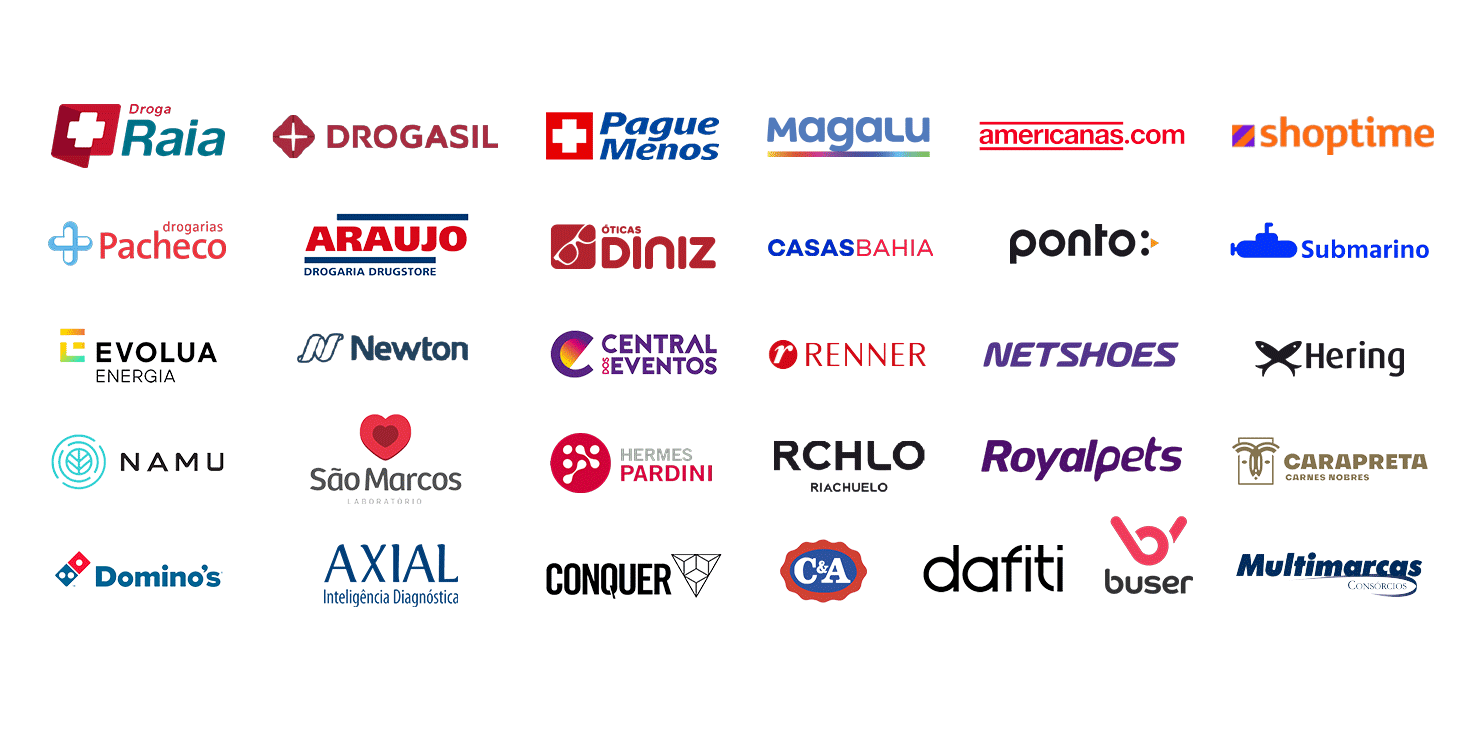 Droga
Raia
DROGASIL
Pague
Menos
Magalu
americanas.com
shoptime
drogarias
Pacheco
ARAUJO
DROGARIA DRUGSTORE
ÓTICAS
DINIZ
CASASBAHIA
ponto:
Submarino
EVOLUA
ENERGIA
Newton
CENTRAL
DOS EVENTOS
r RENNER
NETSHOES
Hering
NAMU
São Marcos
LABORATÓRIO
HERMES
PARDINI
RCHLO
RIACHUELO
Royalpets
CARAPRETA
CARNES NOBRES
Domino's
AXIAL
Inteligência Diagnóstica
CONQUER
C&A
dafiti
buser
Multimarcas
CONSÓRCIOS